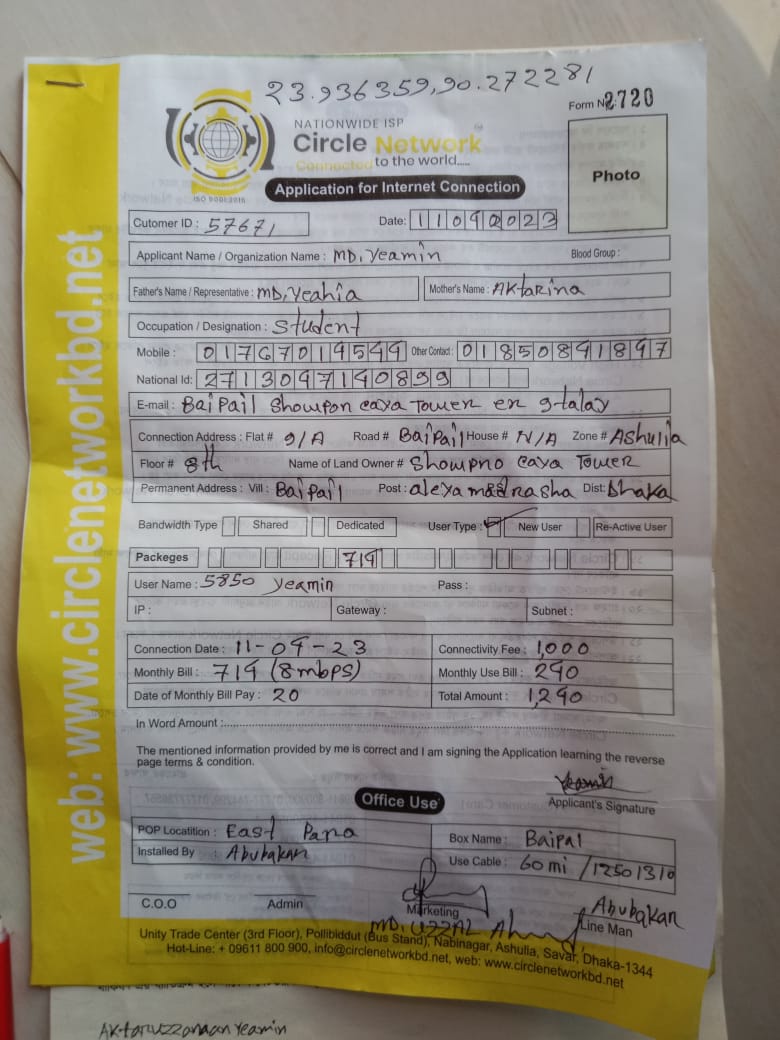 23.936359,90.272281
Form No: 2720
NATIONWIDE ISP
Circle Network
Connected to the world.....
ISO 9001:2015
Application for Internet Connection
Photo
Cutomer ID : 57671
Date: 11092023
Applicant Name / Organization Name : MD, Yeamin Blood Group :
Father's Name / Representative : MD, Yeahia Mother's Name : AKtarina
Occupation / Designation : Student
Mobile : 01767019549 Other Contact : 01850891897
National Id: 2713097140899
E-mail : BaiPail Showpon caya Tower er 9-talay
Connection Address : Flat # 9/A Road # BaiPail House # N/A Zone # Ashulia
Floor # 8th Name of Land Owner # Showpno caya Tower
Permanent Address : Vill : BaiPail Post : aleya madrasha Dist: Dhaka
Bandwidth Type Shared Dedicated User Type : ✓ New User Re-Active User
Packeges 719
User Name : 5850 yeamin Pass :
IP : Gateway : Subnet :
Connection Date : 11-09-23 Connectivity Fee : 1,000
Monthly Bill : 719 (8mbps) Monthly Use Bill : 290
Date of Monthly Bill Pay : 20 Total Amount : 1,290
In Word Amount :
The mentioned information provided by me is correct and I am signing the Application learning the reverse
page terms & condition.
Yeamin
Applicant's Signature
Office Use
POP Locatition : East Para Box Name : Baipal
Installed By : Abubakar Use Cable : 60mi /12501310
C.O.O Admin Marketing Abubakar
Line Man
MD. UZZAL
Unity Trade Center (3rd Floor), Pollibiddut (Bus Stand), Nabinagar, Ashulia, Savar, Dhaka-1344
Hot-Line: + 09611 800 900, info@circlenetworkbd.net, web: www.circlenetworkbd.net
web: www.circlenetworkbd.net
Aktaruzzamaan Yeamin